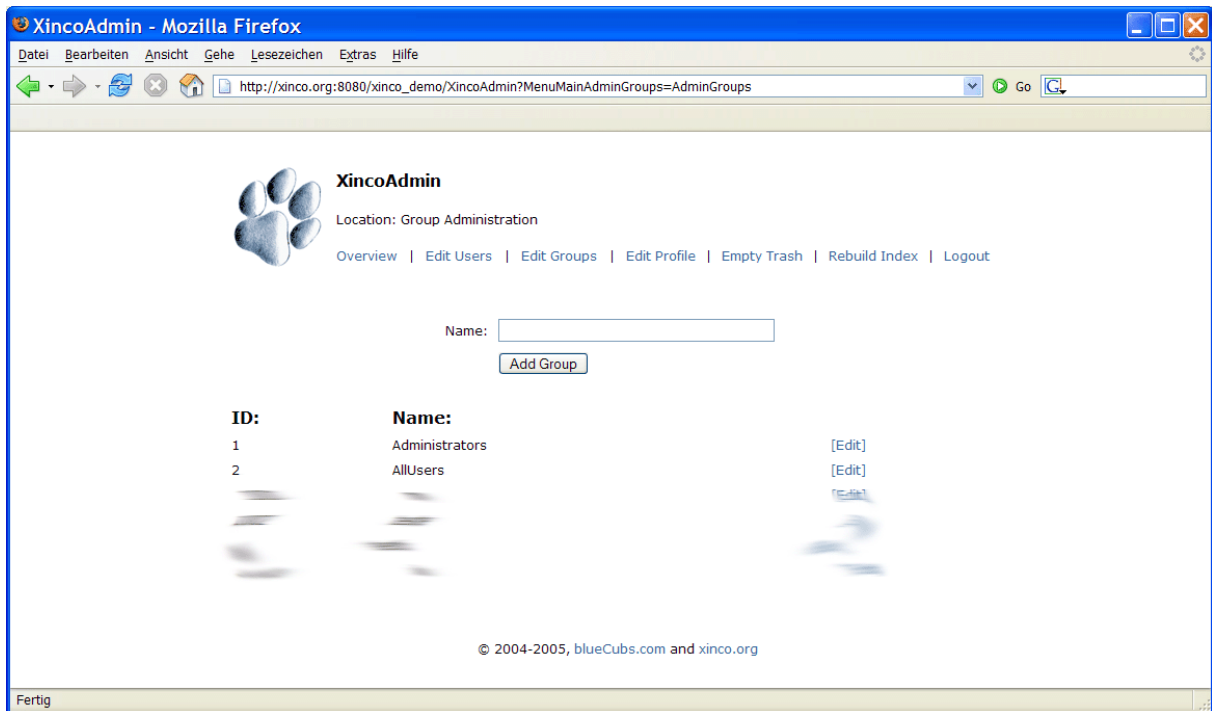 XincoAdmin - Mozilla Firefox
Datei Bearbeiten Ansicht Gehe Lesezeichen Extras Hilfe
http://xinco.org:8080/xinco_demo/XincoAdmin?MenuMainAdminGroups=AdminGroups Go G
XincoAdmin
Location: Group Administration
Overview | Edit Users | Edit Groups | Edit Profile | Empty Trash | Rebuild Index | Logout
Name:
Add Group
ID: Name:
1 Administrators [Edit]
2 AllUsers [Edit]
[Edit]
© 2004-2005, blueCubs.com and xinco.org
Fertig